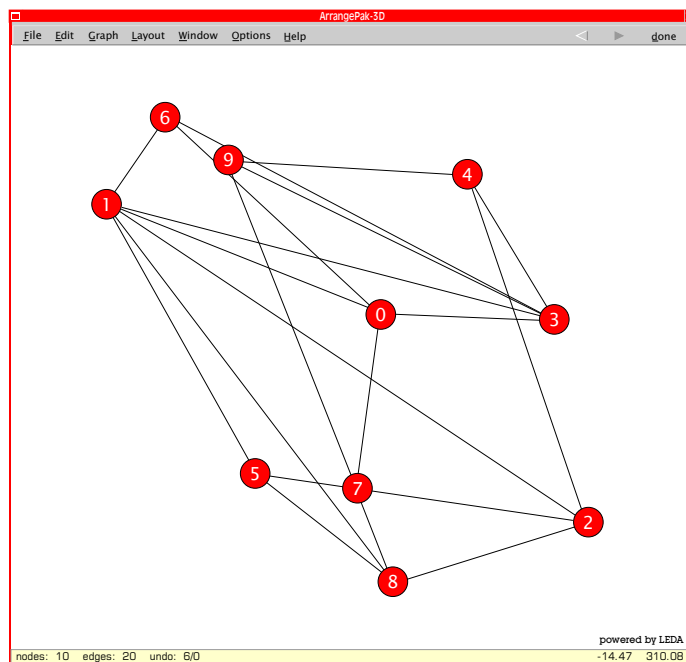 ArrangePak-3D
File Edit Graph Layout Window Options Help done
6
9
4
1
0
3
5
7
2
8
powered by LEDA
nodes: 10 edges: 20 undo: 6/0 -14.47 310.08